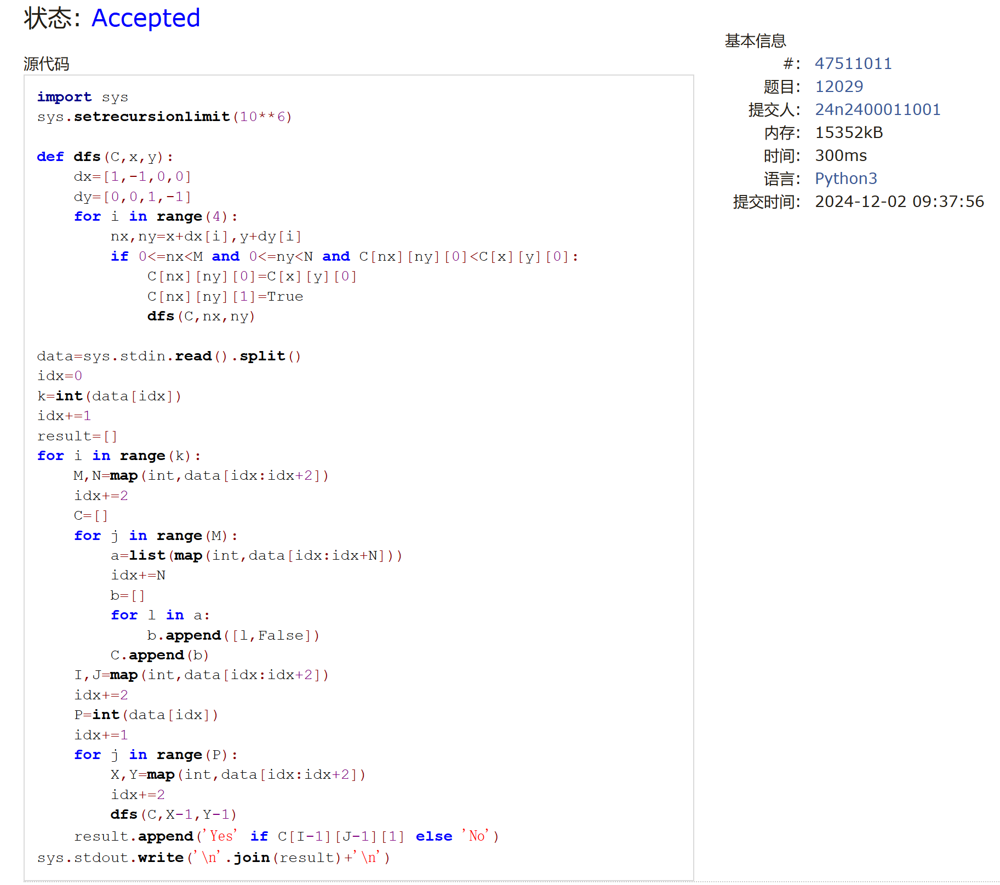 状态: Accepted
源代码
import sys
sys.setrecursionlimit(10**6)

def dfs(C,x,y):
    dx=[1,-1,0,0]
    dy=[0,0,1,-1]
    for i in range(4):
        nx,ny=x+dx[i],y+dy[i]
        if 0<=nx<M and 0<=ny<N and C[nx][ny][0]<C[x][y][0]:
            C[nx][ny][0]=C[x][y][0]
            C[nx][ny][1]=True
            dfs(C,nx,ny)

data=sys.stdin.read().split()
idx=0
k=int(data[idx])
idx+=1
result=[]
for i in range(k):
    M,N=map(int,data[idx:idx+2])
    idx+=2
    C=[]
    for j in range(M):
        a=list(map(int,data[idx:idx+N]))
        idx+=N
        b=[]
        for l in a:
            b.append([l,False])
        C.append(b)
    I,J=map(int,data[idx:idx+2])
    idx+=2
    P=int(data[idx])
    idx+=1
    for j in range(P):
        X,Y=map(int,data[idx:idx+2])
        idx+=2
        dfs(C,X-1,Y-1)
    result.append('Yes' if C[I-1][J-1][1] else 'No')
sys.stdout.write('\n'.join(result)+'\n')
基本信息
#: 47511011
题目: 12029
提交人: 24n2400011001
内存: 15352kB
时间: 300ms
语言: Python3
提交时间: 2024-12-02 09:37:56